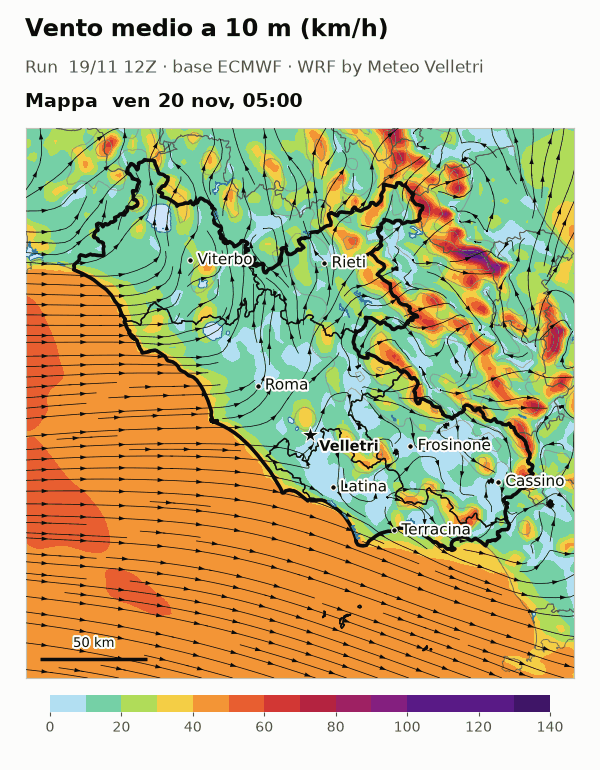 Vento medio a 10 m (km/h)
Run  19/11 12Z · base ECMWF · WRF by Meteo Velletri
Mappa  ven 20 nov, 05:00
Viterbo
Rieti
Roma
Velletri
Frosinone
Latina
Cassino
Terracina
50 km
0 20 40 60 80 100 120 140